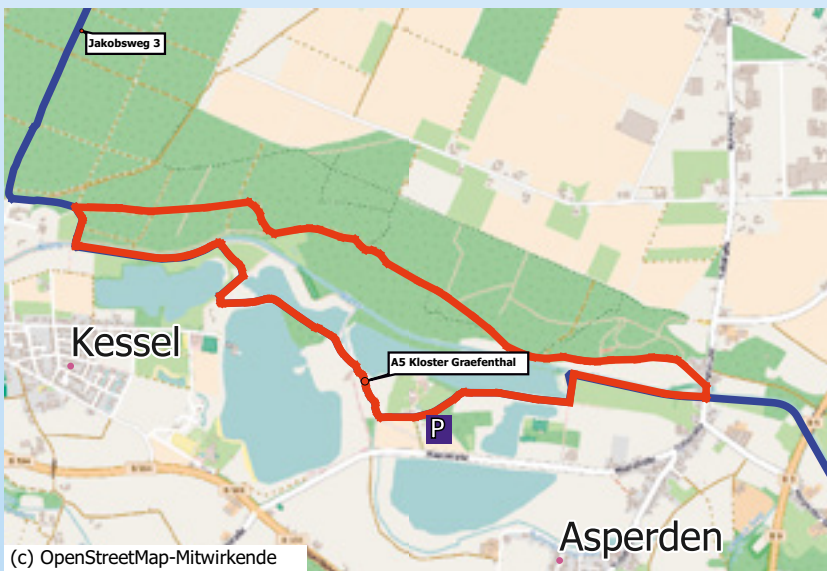 Jakobsweg 3
Kessel
A5 Kloster Graefenthal
P
Asperden
(c) OpenStreetMap-Mitwirkende